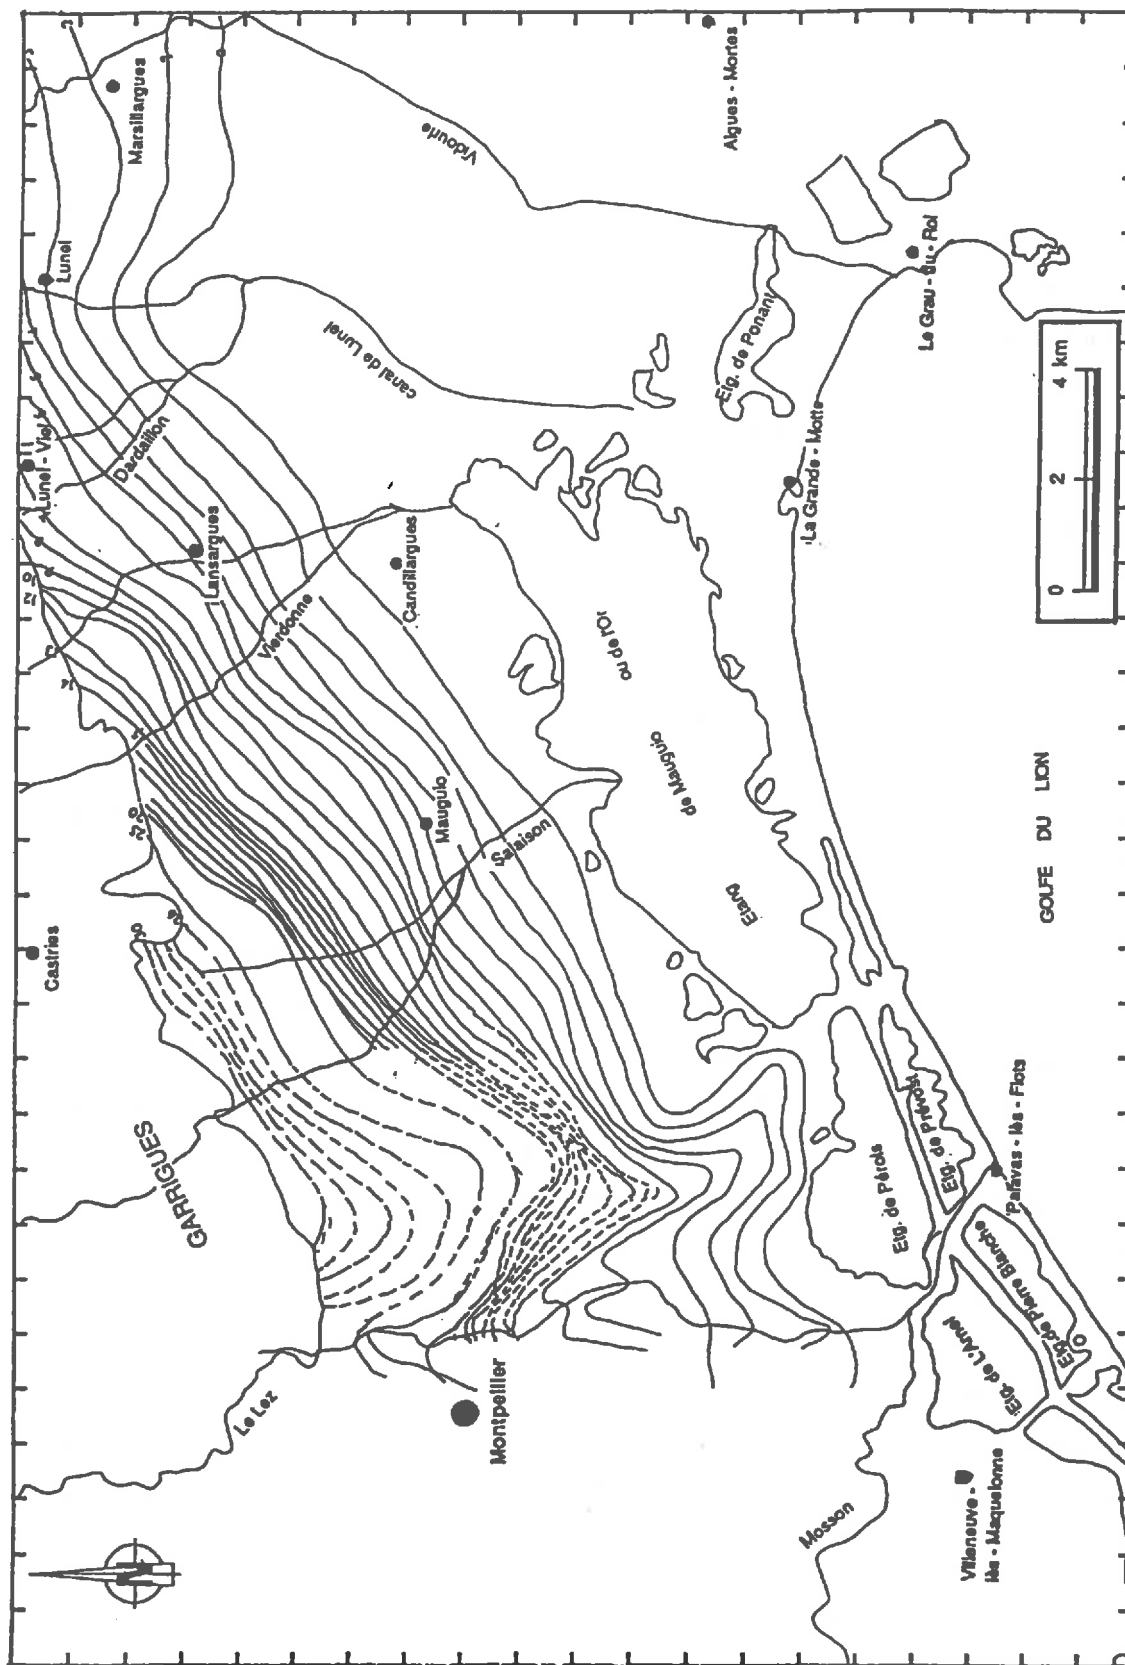 Castries
Lunel - Viel
Lunel
Marsillargues
GARRIGUES
Dardaillon
Lansargues
Vierdonne
Candillargues
canal de Lunel
Vidourle
Le Lez
Montpellier
Mauguio
Salaison
Etang
de Mauguio
ou de l'Or
Etg. de Ponant
Aigues - Mortes
La Grande - Motte
Le Grau - du - Roi
Mosson
Villeneuve -
lès - Maguelonne
Etg. de L'Arnel
Etg. de Pierre Blanche
Etg. de Pérols
Etg. de Prévost
Palavas - lès - Flots
GOLFE DU LION
0 2 4 km
N